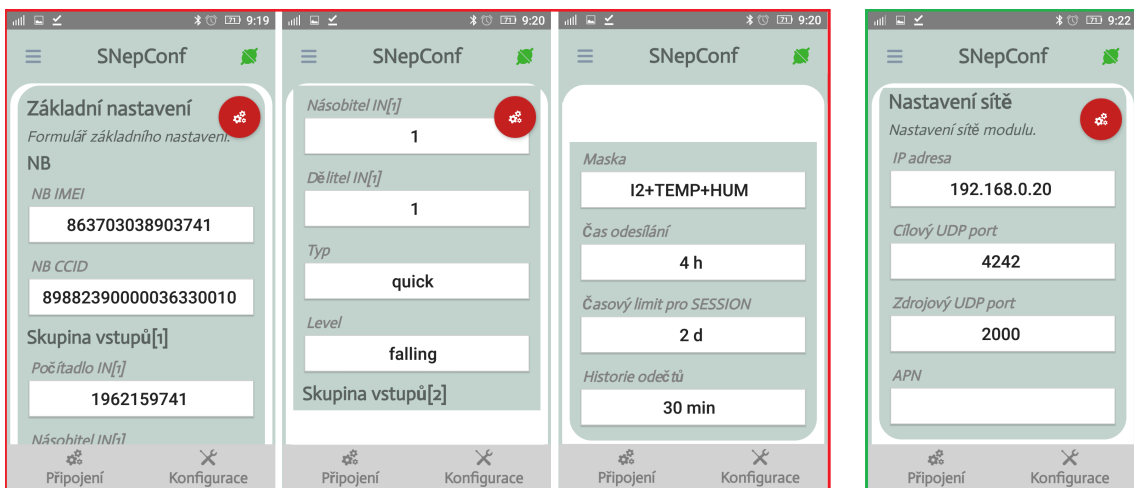 71 9:19
SNepConf
Základní nastavení
Formulář základního nastavení.
NB
NB IMEI
863703038903741
NB CCID
89882390000036330010
Skupina vstupů[1]
Počítadlo IN[1]
1962159741
Násobitel IN[1]
Připojení
Konfigurace
71 9:20
SNepConf
Násobitel IN[1]
1
Dělitel IN[1]
1
Typ
quick
Level
falling
Skupina vstupů[2]
Připojení
Konfigurace
71 9:20
SNepConf
Maska
I2+TEMP+HUM
Čas odesílání
4 h
Časový limit pro SESSION
2 d
Historie odečtů
30 min
Připojení
Konfigurace
71 9:22
SNepConf
Nastavení sítě
Nastavení sítě modulu.
IP adresa
192.168.0.20
Cílový UDP port
4242
Zdrojový UDP port
2000
APN
Připojení
Konfigurace